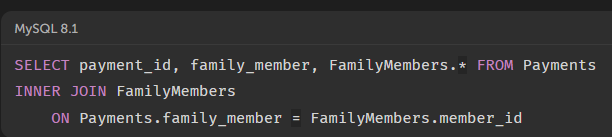 MySQL 8.1
SELECT payment_id, family_member, FamilyMembers.* FROM Payments
INNER JOIN FamilyMembers
    ON Payments.family_member = FamilyMembers.member_id